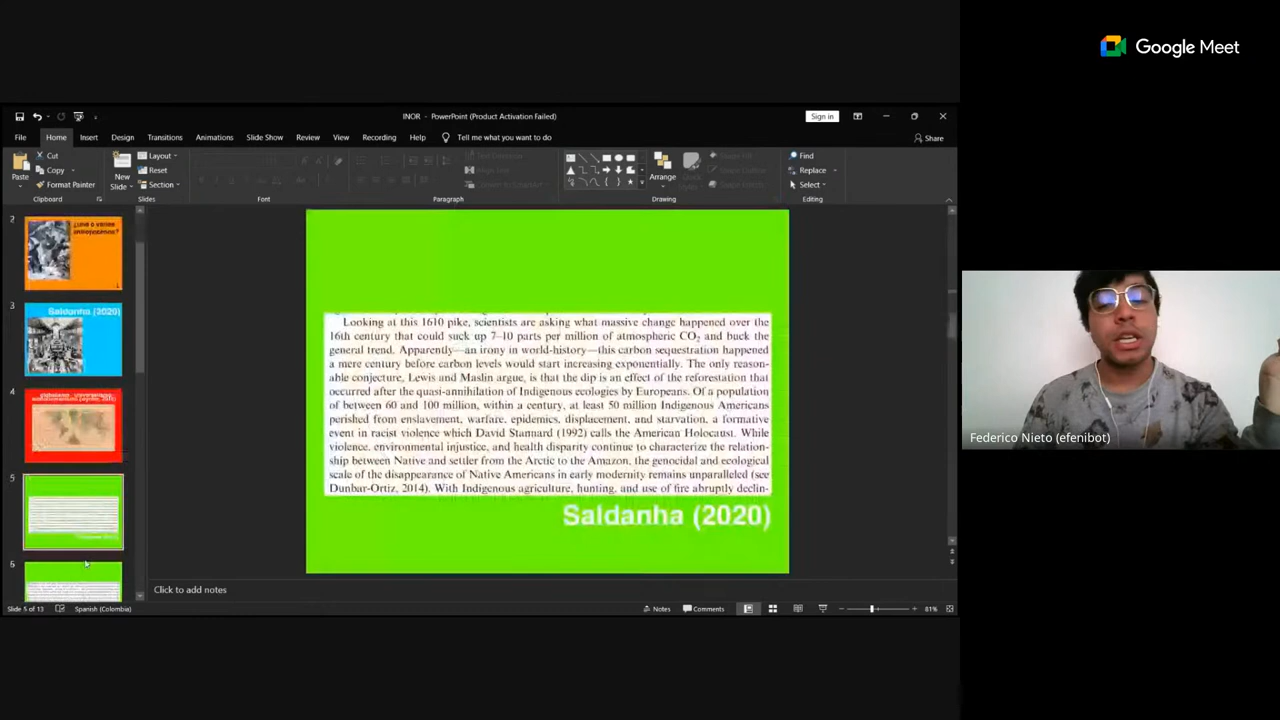 Google Meet
INOR - PowerPoint (Product Activation Failed)
Sign in
File Home Insert Design Transitions Animations Slide Show Review View Recording Help Tell me what you want to do Share
Paste
Cut
Copy
Format Painter
Clipboard
New
Slide
Layout
Reset
Section
Slides
Font
Paragraph
Arrange
Drawing
Find
Replace
Select
Editing
2
3
Saldanha (2020)
4
5
6
Looking at this 1610 pike, scientists are asking what massive change happened over the
16th century that could suck up 7–10 parts per million of atmospheric CO2 and buck the
general trend. Apparently—an irony in world-history—this carbon sequestration happened
a mere century before carbon levels would start increasing exponentially. The only reason-
able conjecture, Lewis and Maslin argue, is that the dip is an effect of the reforestation that
occurred after the quasi-annihilation of Indigenous ecologies by Europeans. Of a population
of between 60 and 100 million, within a century, at least 50 million Indigenous Americans
perished from enslavement, warfare, epidemics, displacement, and starvation, a formative
event in racist violence which David Stannard (1992) calls the American Holocaust. While
violence, environmental injustice, and health disparity continue to characterize the relation-
ship between Native and settler from the Arctic to the Amazon, the genocidal and ecological
scale of the disappearance of Native Americans in early modernity remains unparalleled (see
Dunbar-Ortiz, 2014). With Indigenous agriculture, hunting, and use of fire abruptly declin-
Saldanha (2020)
Click to add notes
Slide 5 of 13
Spanish (Colombia)
Notes
Comments
81%
Federico Nieto (efenibot)